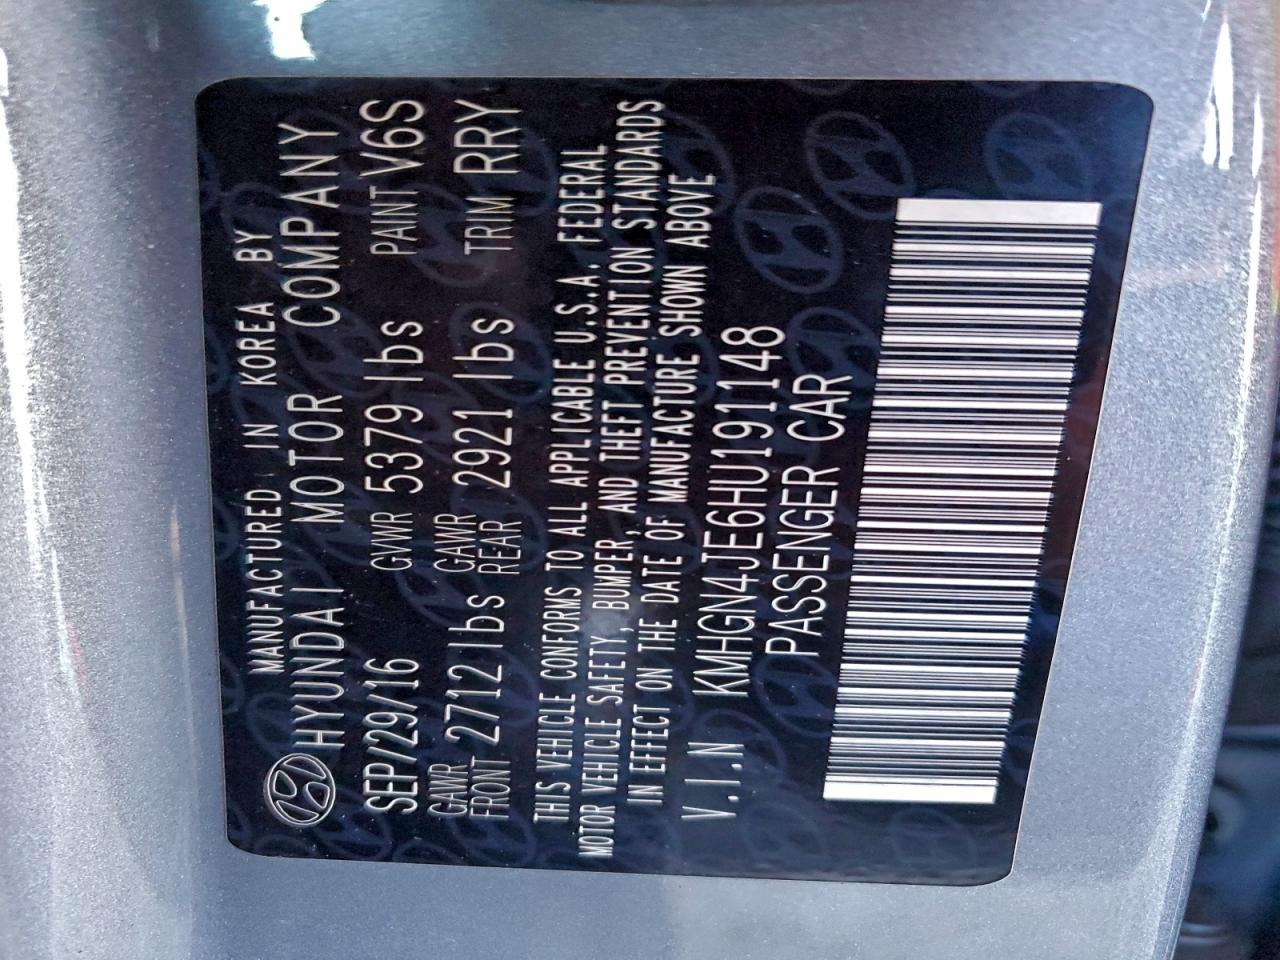 MANUFACTURED IN KOREA BY
HYUNDAI MOTOR COMPANY
SEP/29/16 GVWR 5379 lbs PAINT V6S
GAWR FRONT 2712 lbs GAWR REAR 2921 lbs TRIM RRY
THIS VEHICLE CONFORMS TO ALL APPLICABLE U.S.A. FEDERAL
MOTOR VEHICLE SAFETY, BUMPER, AND THEFT PREVENTION STANDARDS
IN EFFECT ON THE DATE OF MANUFACTURE SHOWN ABOVE
V.I.N KMHGN4JE6HU191148
PASSENGER CAR